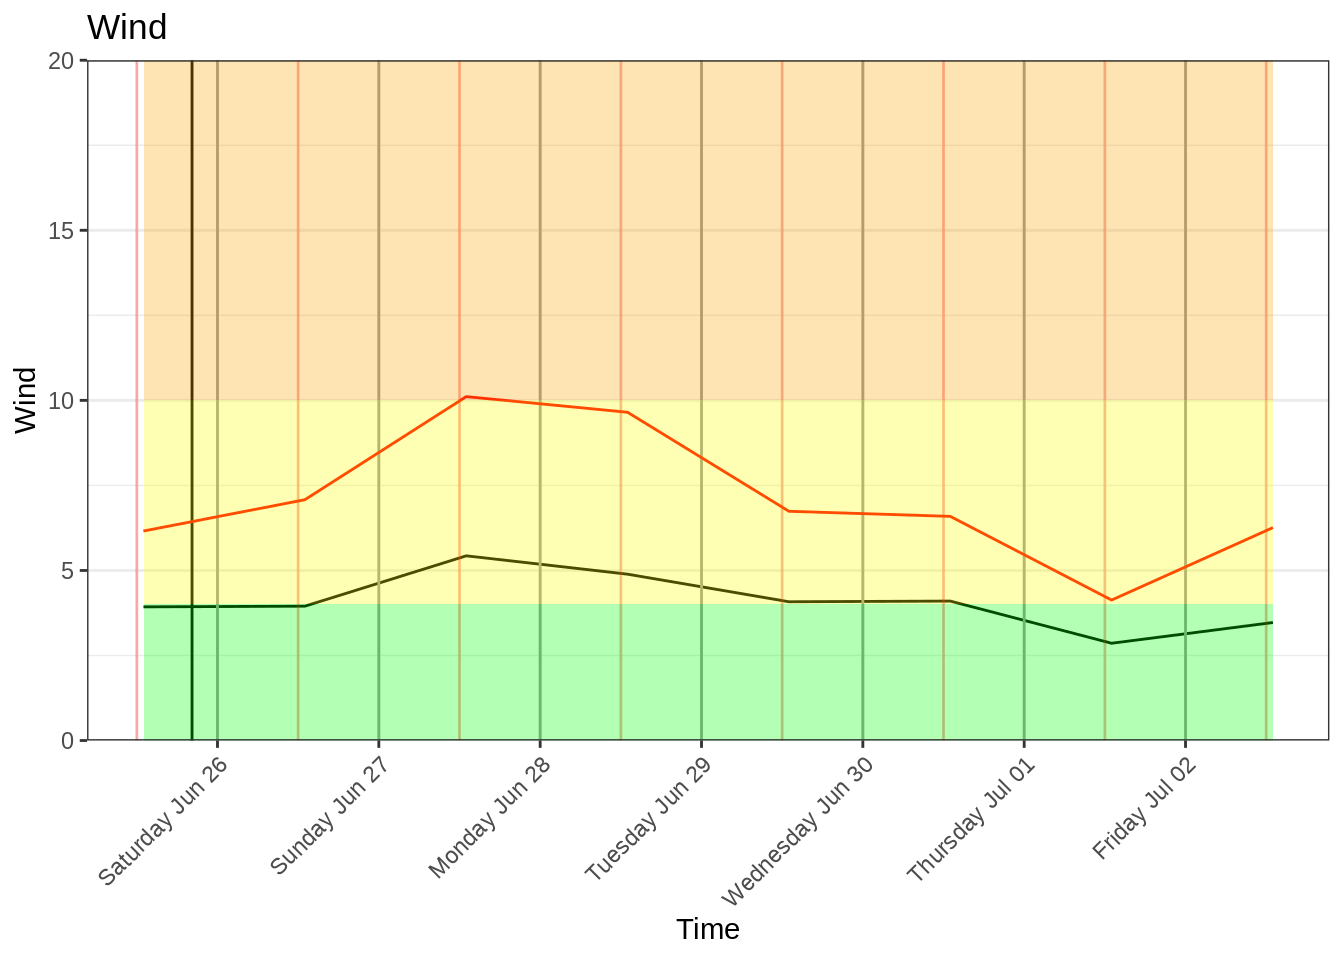 Wind
20
15
10
5
0
Wind
Saturday Jun 26
Sunday Jun 27
Monday Jun 28
Tuesday Jun 29
Wednesday Jun 30
Thursday Jul 01
Friday Jul 02
Time